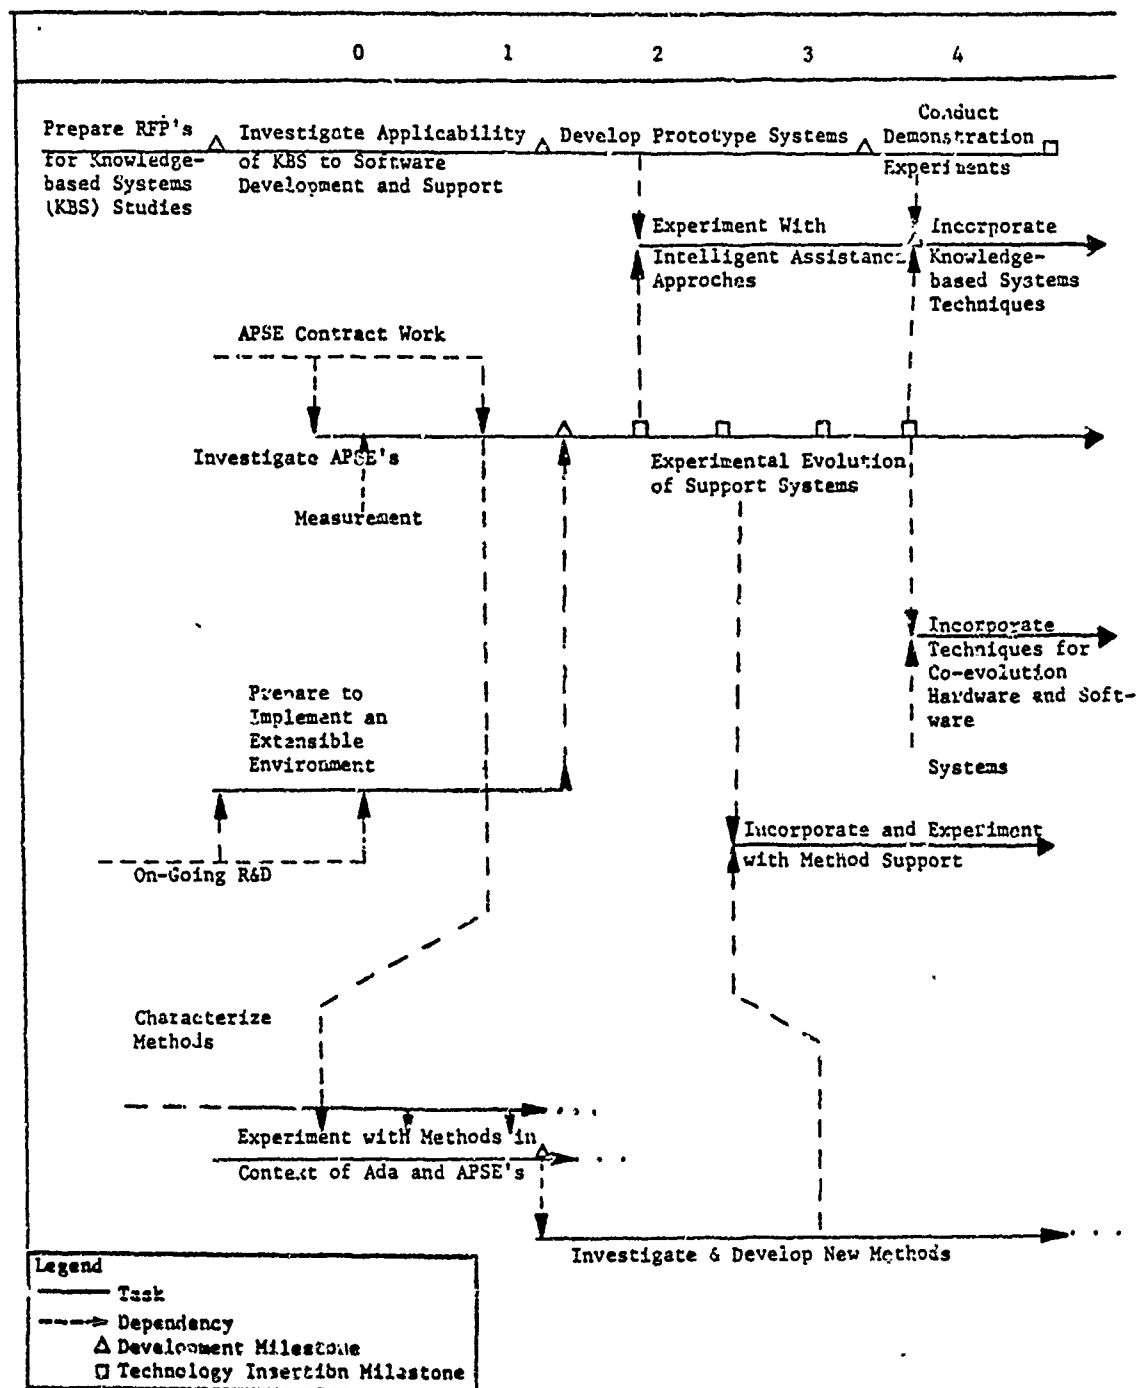 0 1 2 3 4
Prepare RFP's
for Knowledge-
based Systems
(KBS) Studies
Investigate Applicability
of KBS to Software
Development and Support
Develop Prototype Systems
Conduct
Demonstration
Experiments
Experiment With
Intelligent Assistance
Approches
Incorporate
Knowledge-
based Systems
Techniques
APSE Contract Work
Investigate APSE's
Measurement
Experimental Evolution
of Support Systems
Incorporate
Techniques for
Co-evolution
Hardware and Soft-
ware
Systems
Prepare to
Implement an
Extensible
Environment
On-Going R&D
Incorporate and Experiment
with Method Support
Characterize
Methods
Experiment with Methods in
Context of Ada and APSE's
Investigate & Develop New Methods
Legend
Task
Dependency
Development Milestone
Technology Insertion Milestone